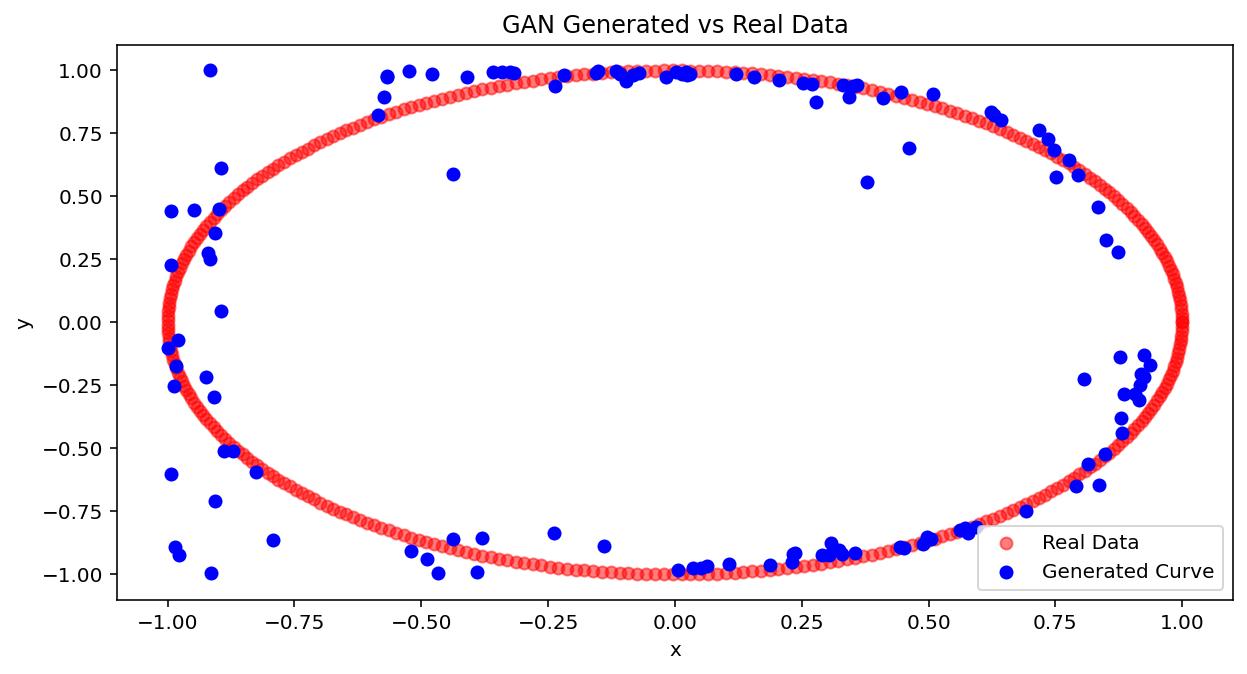 GAN Generated vs Real Data
1.00
0.75
0.50
0.25
0.00
−0.25
−0.50
−0.75
−1.00
y
Real Data
Generated Curve
−1.00 −0.75 −0.50 −0.25 0.00 0.25 0.50 0.75 1.00
x